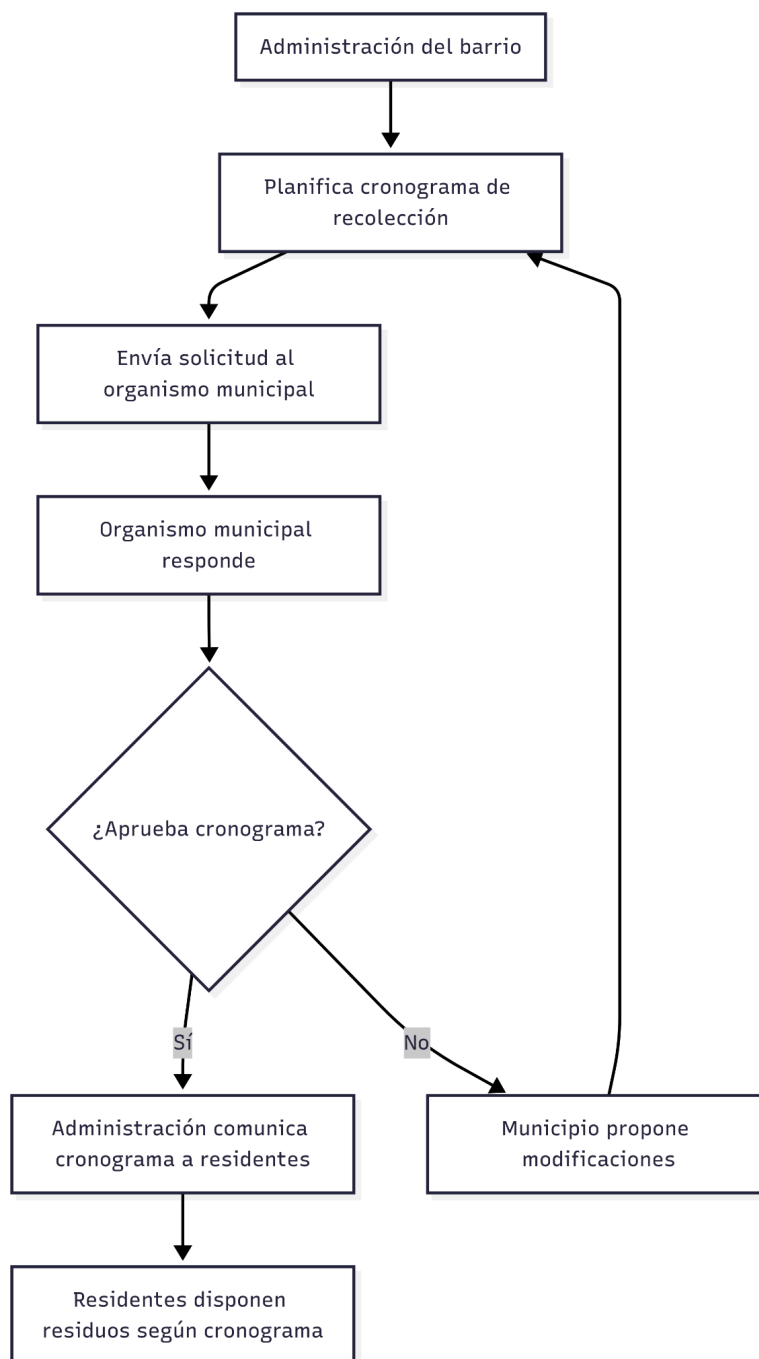 Administración del barrio
Planifica cronograma de
recolección
Envía solicitud al
organismo municipal
Organismo municipal
responde
¿Aprueba cronograma?
Sí
No
Administración comunica
cronograma a residentes
Municipio propone
modificaciones
Residentes disponen
residuos según cronograma